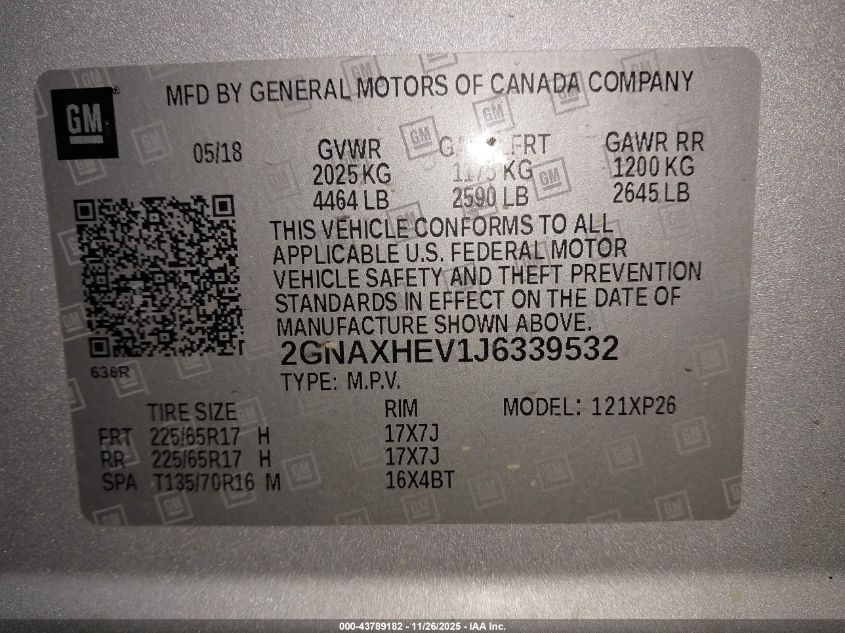 GM
MFD BY GENERAL MOTORS OF CANADA COMPANY
05/18 GVWR FRT GAWR RR
2025 KG KG 1200 KG
4464 LB 2590 LB 2645 LB
THIS VEHICLE CONFORMS TO ALL
APPLICABLE U.S. FEDERAL MOTOR
VEHICLE SAFETY AND THEFT PREVENTION
STANDARDS IN EFFECT ON THE DATE OF
MANUFACTURE SHOWN ABOVE.
2GNAXHEV1J6339532
636R
TYPE: M.P.V.
TIRE SIZE RIM MODEL: 121XP26
FRT 225/65R17 H 17X7J
RR 225/65R17 H 17X7J
SPA T135/70R16 M 16X4BT
000-43789182 - 11/26/2025 - IAA Inc.